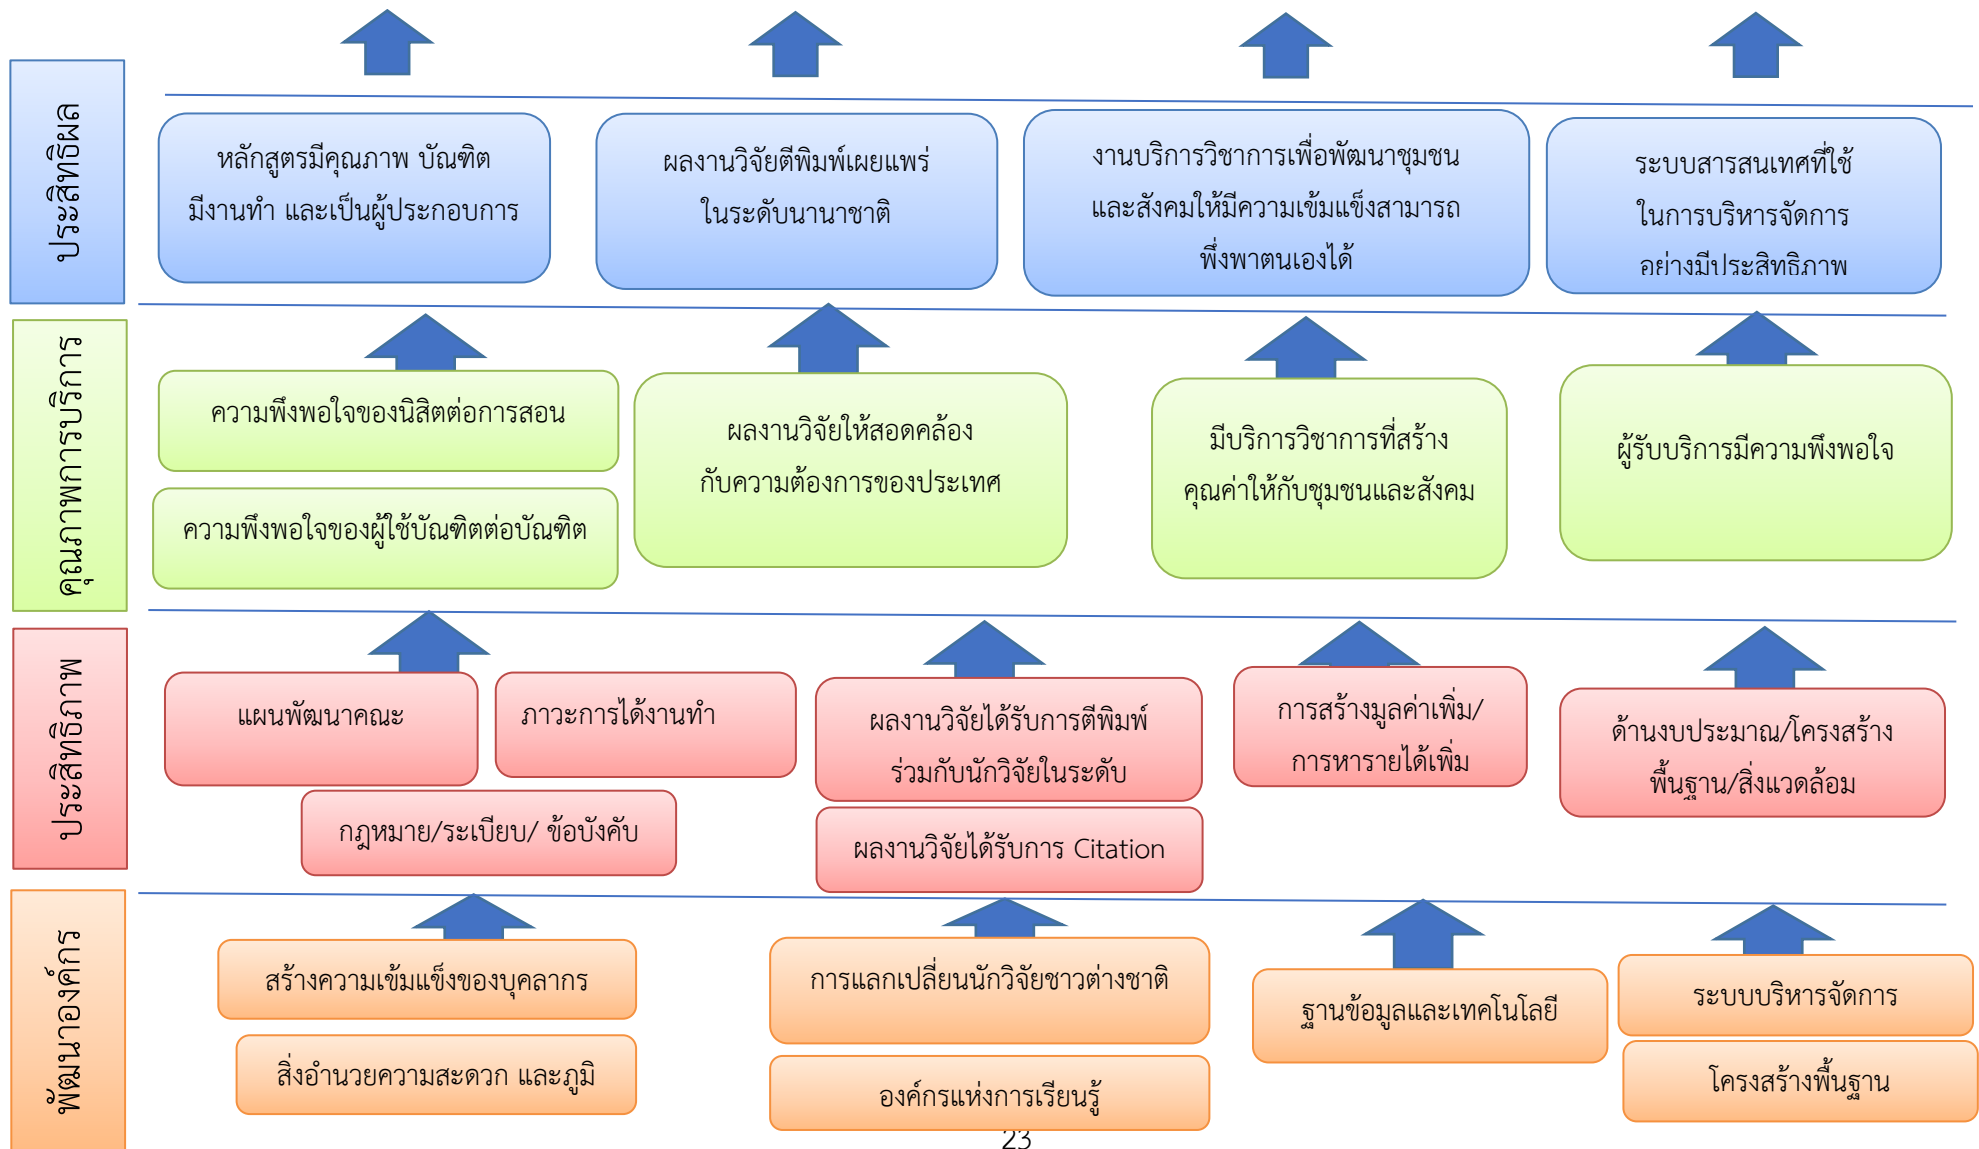 ประสิทธิผล
หลักสูตรมีคุณภาพ บัณฑิต
มีงานทำ และเป็นผู้ประกอบการ
ผลงานวิจัยตีพิมพ์เผยแพร่
ในระดับนานาชาติ
งานบริการวิชาการเพื่อพัฒนาชุมชน
และสังคมให้มีความเข้มแข็งสามารถ
พึ่งพาตนเองได้
ระบบสารสนเทศที่ใช้
ในการบริหารจัดการ
อย่างมีประสิทธิภาพ
คุณภาพการบริการ
ความพึงพอใจของนิสิตต่อการสอน
ความพึงพอใจของผู้ใช้บัณฑิตต่อบัณฑิต
ผลงานวิจัยให้สอดคล้อง
กับความต้องการของประเทศ
มีบริการวิชาการที่สร้าง
คุณค่าให้กับชุมชนและสังคม
ผู้รับบริการมีความพึงพอใจ
ประสิทธิภาพ
แผนพัฒนาคณะ
ภาวะการได้งานทำ
กฎหมาย/ระเบียบ/ ข้อบังคับ
ผลงานวิจัยได้รับการตีพิมพ์
ร่วมกับนักวิจัยในระดับ
ผลงานวิจัยได้รับการ Citation
การสร้างมูลค่าเพิ่ม/
การหารายได้เพิ่ม
ด้านงบประมาณ/โครงสร้าง
พื้นฐาน/สิ่งแวดล้อม
พัฒนาองค์กร
สร้างความเข้มแข็งของบุคลากร
สิ่งอำนวยความสะดวก และภูมิ
การแลกเปลี่ยนนักวิจัยชาวต่างชาติ
องค์กรแห่งการเรียนรู้
ฐานข้อมูลและเทคโนโลยี
ระบบบริหารจัดการ
โครงสร้างพื้นฐาน
23